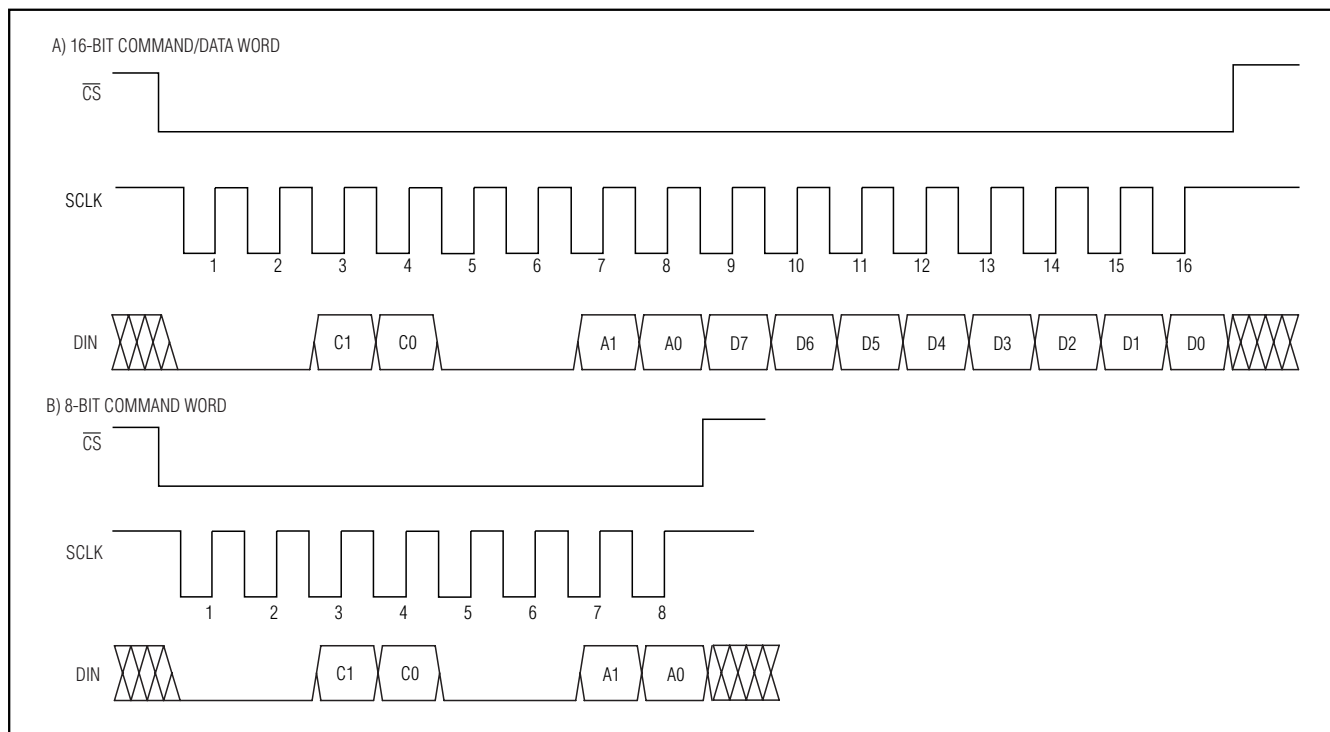 A) 16-BIT COMMAND/DATA WORD
CS
SCLK
1 2 3 4 5 6 7 8 9 10 11 12 13 14 15 16
DIN C1 C0 A1 A0 D7 D6 D5 D4 D3 D2 D1 D0
B) 8-BIT COMMAND WORD
CS
SCLK
1 2 3 4 5 6 7 8
DIN C1 C0 A1 A0